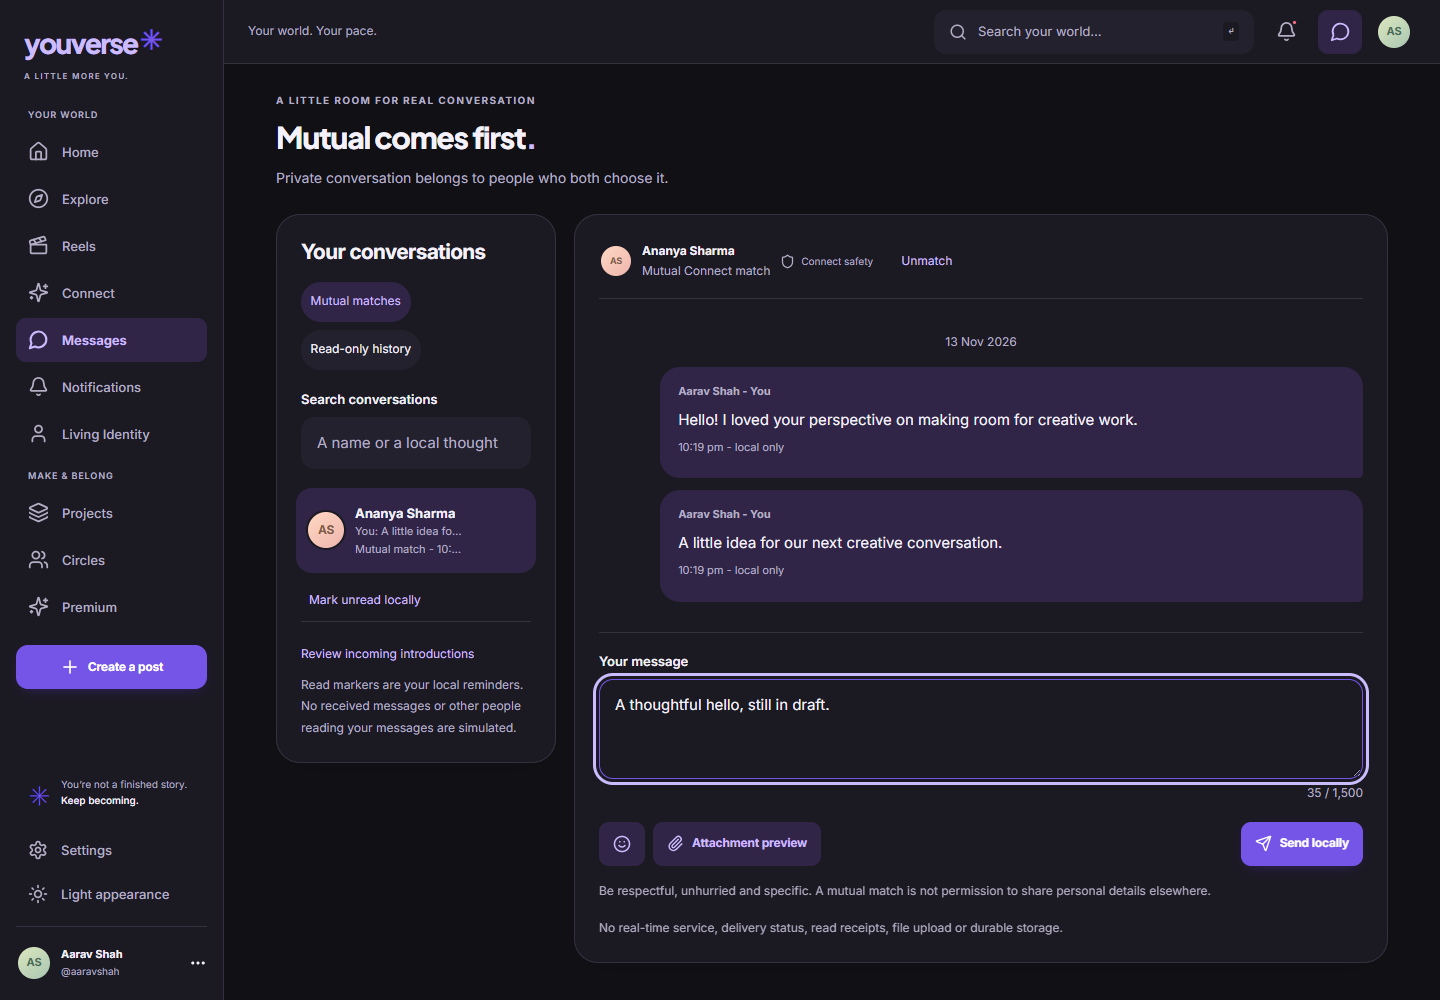 youverse
A LITTLE MORE YOU.
YOUR WORLD
Home
Explore
Reels
Connect
Messages
Notifications
Living Identity
MAKE & BELONG
Projects
Circles
Premium
Create a post
You're not a finished story.
Keep becoming.
Settings
Light appearance
AS
Aarav Shah
@aaravshah
Your world. Your pace.
Search your world...
AS
A LITTLE ROOM FOR REAL CONVERSATION
Mutual comes first.
Private conversation belongs to people who both choose it.
Your conversations
Mutual matches
Read-only history
Search conversations
A name or a local thought
AS
Ananya Sharma
You: A little idea fo...
Mutual match - 10:...
Mark unread locally
Review incoming introductions
Read markers are your local reminders.
No received messages or other people
reading your messages are simulated.
AS
Ananya Sharma
Mutual Connect match
Connect safety
Unmatch
13 Nov 2026
Aarav Shah - You
Hello! I loved your perspective on making room for creative work.
10:19 pm - local only
Aarav Shah - You
A little idea for our next creative conversation.
10:19 pm - local only
Your message
A thoughtful hello, still in draft.
35 / 1,500
Attachment preview
Send locally
Be respectful, unhurried and specific. A mutual match is not permission to share personal details elsewhere.
No real-time service, delivery status, read receipts, file upload or durable storage.